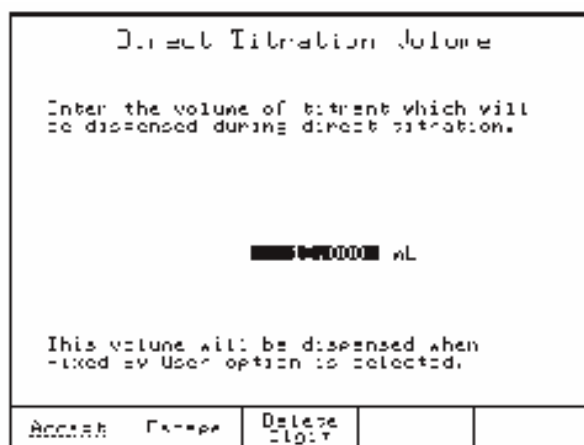 Direct Titration Volume
Enter the volume of titrant which will
be dispensed during direct titration.
mL
This volume will be dispensed when
Fixed by User option is selected.
Accept Escape Delete
Digit